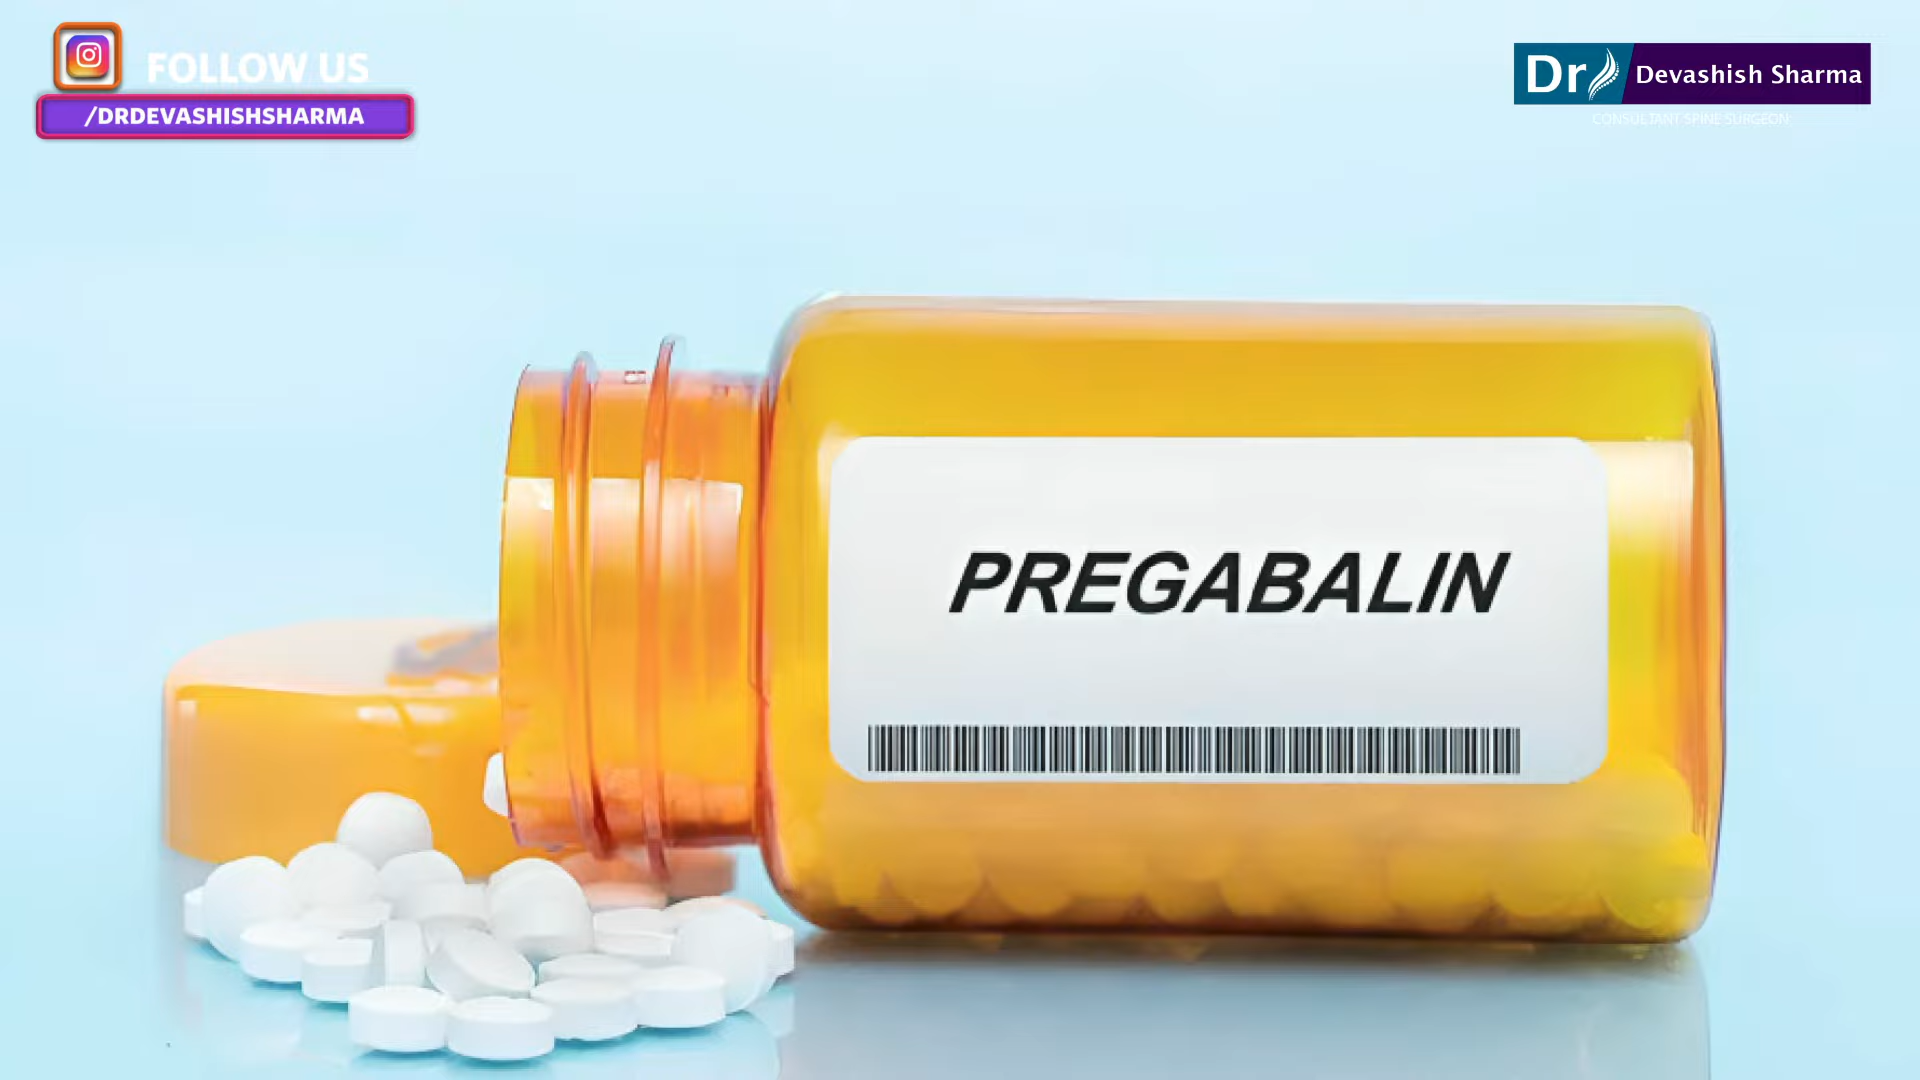 FOLLOW US
/DRDEVASHISHSHARMA
Dr Devashish Sharma
CONSULTANT SPINE SURGEON
PREGABALIN